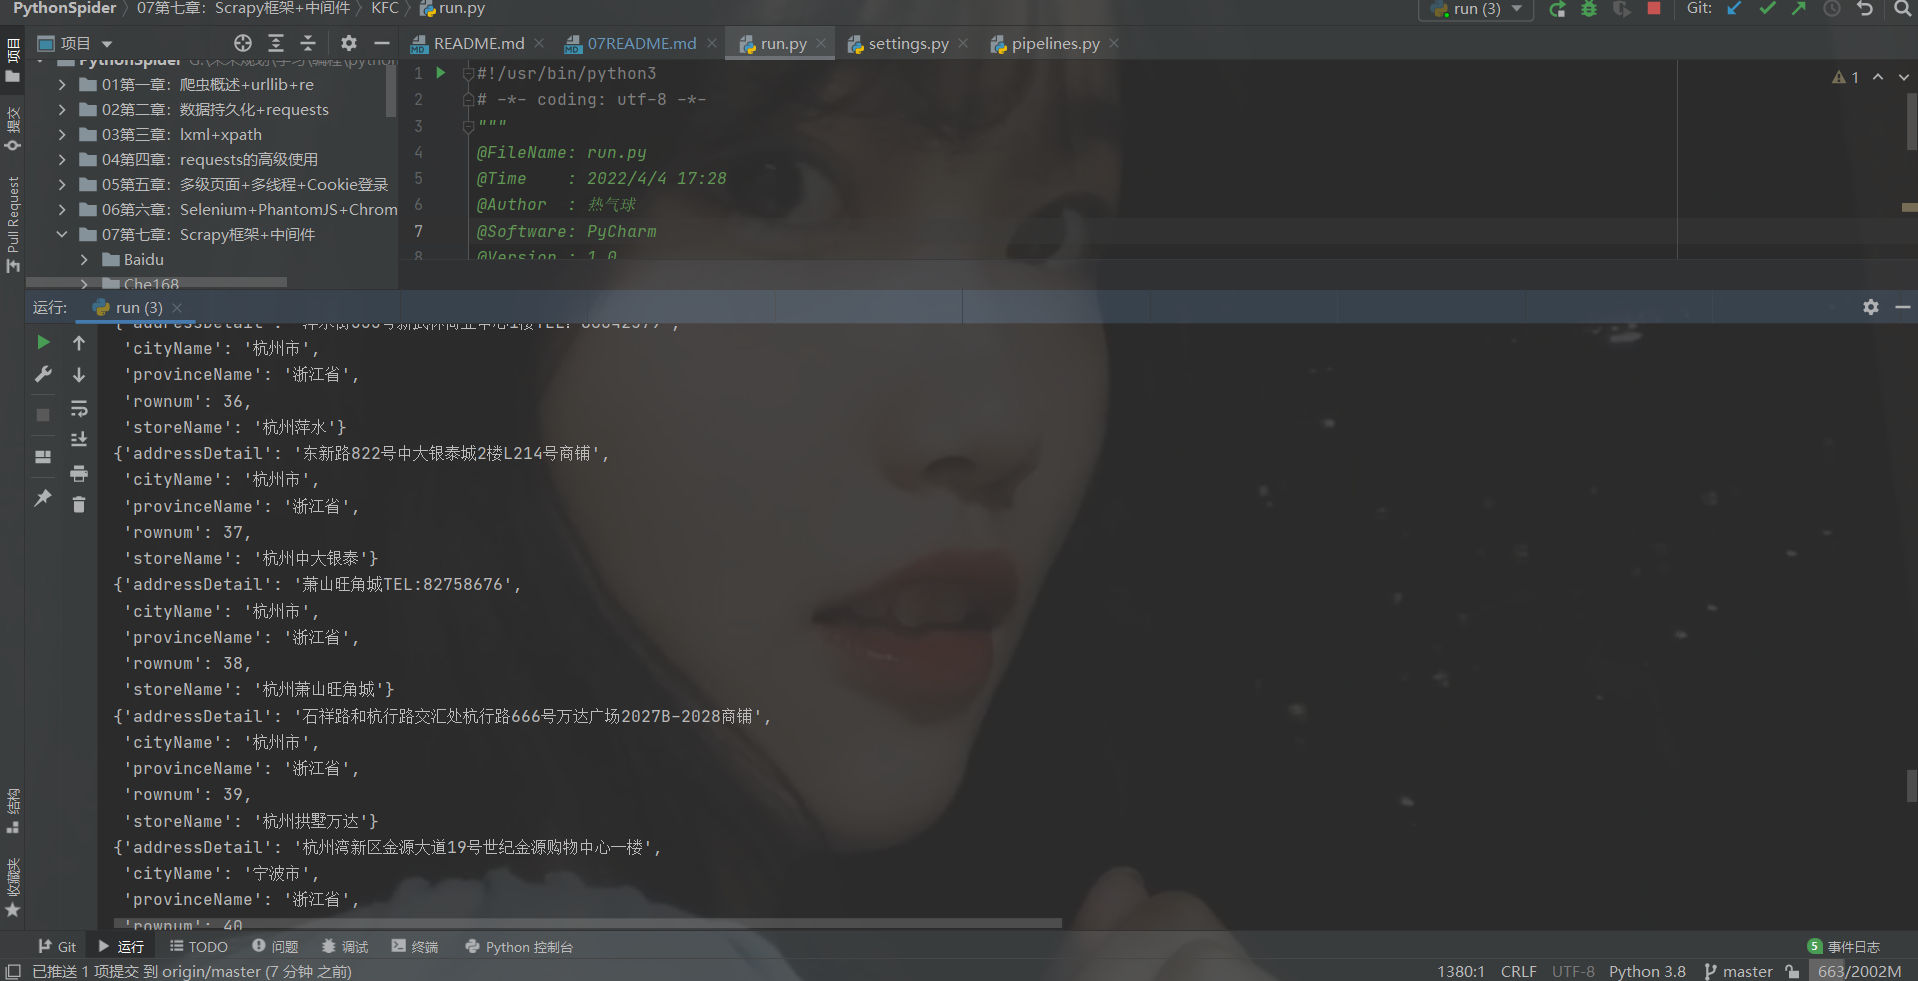 PythonSpider 〉 07第七章：Scrapy框架+中间件 〉 KFC 〉 run.py
run (3)
Git:
项目
README.md
07README.md
run.py
settings.py
pipelines.py
项目
提交
Pull Request
结构
收藏夹
PythonSpider
01第一章：爬虫概述+urllib+re
02第二章：数据持久化+requests
03第三章：lxml+xpath
04第四章：requests的高级使用
05第五章：多级页面+多线程+Cookie登录
06第六章：Selenium+PhantomJS+Chrom
07第七章：Scrapy框架+中间件
Baidu
Che168
1 #!/usr/bin/python3
2 # -*- coding: utf-8 -*-
3 """
4 @FileName: run.py
5 @Time    : 2022/4/4 17:28
6 @Author  : 热气球
7 @Software: PyCharm
8 @Version : 1.0
1
运行:
run (3)
{'addressDetail':
'cityName': '杭州市',
'provinceName': '浙江省',
'rownum': 36,
'storeName': '杭州萍水'}
{'addressDetail': '东新路822号中大银泰城2楼L214号商铺',
'cityName': '杭州市',
'provinceName': '浙江省',
'rownum': 37,
'storeName': '杭州中大银泰'}
{'addressDetail': '萧山旺角城TEL:82758676',
'cityName': '杭州市',
'provinceName': '浙江省',
'rownum': 38,
'storeName': '杭州萧山旺角城'}
{'addressDetail': '石祥路和杭行路交汇处杭行路666号万达广场2027B-2028商铺',
'cityName': '杭州市',
'provinceName': '浙江省',
'rownum': 39,
'storeName': '杭州拱墅万达'}
{'addressDetail': '杭州湾新区金源大道19号世纪金源购物中心一楼',
'cityName': '宁波市',
'provinceName': '浙江省',
'rownum': 40
Git
运行
TODO
问题
调试
终端
Python 控制台
5 事件日志
已推送 1 项提交 到 origin/master (7 分钟 之前)
1380:1
CRLF
UTF-8
Python 3.8
master
663/2002M